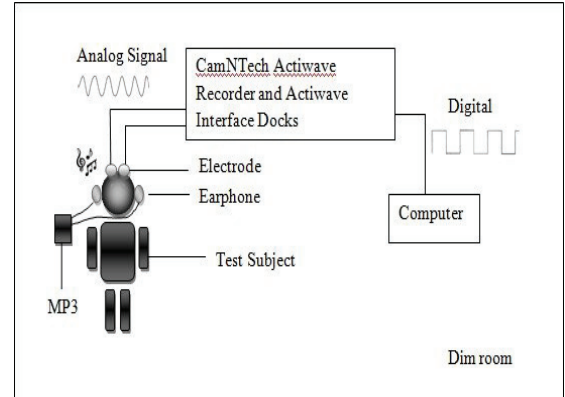 Analog Signal
CamNTech Actiwave
Recorder and Actiwave
Interface Docks
Digital
Electrode
Earphone
Computer
Test Subject
MP3
Dim room